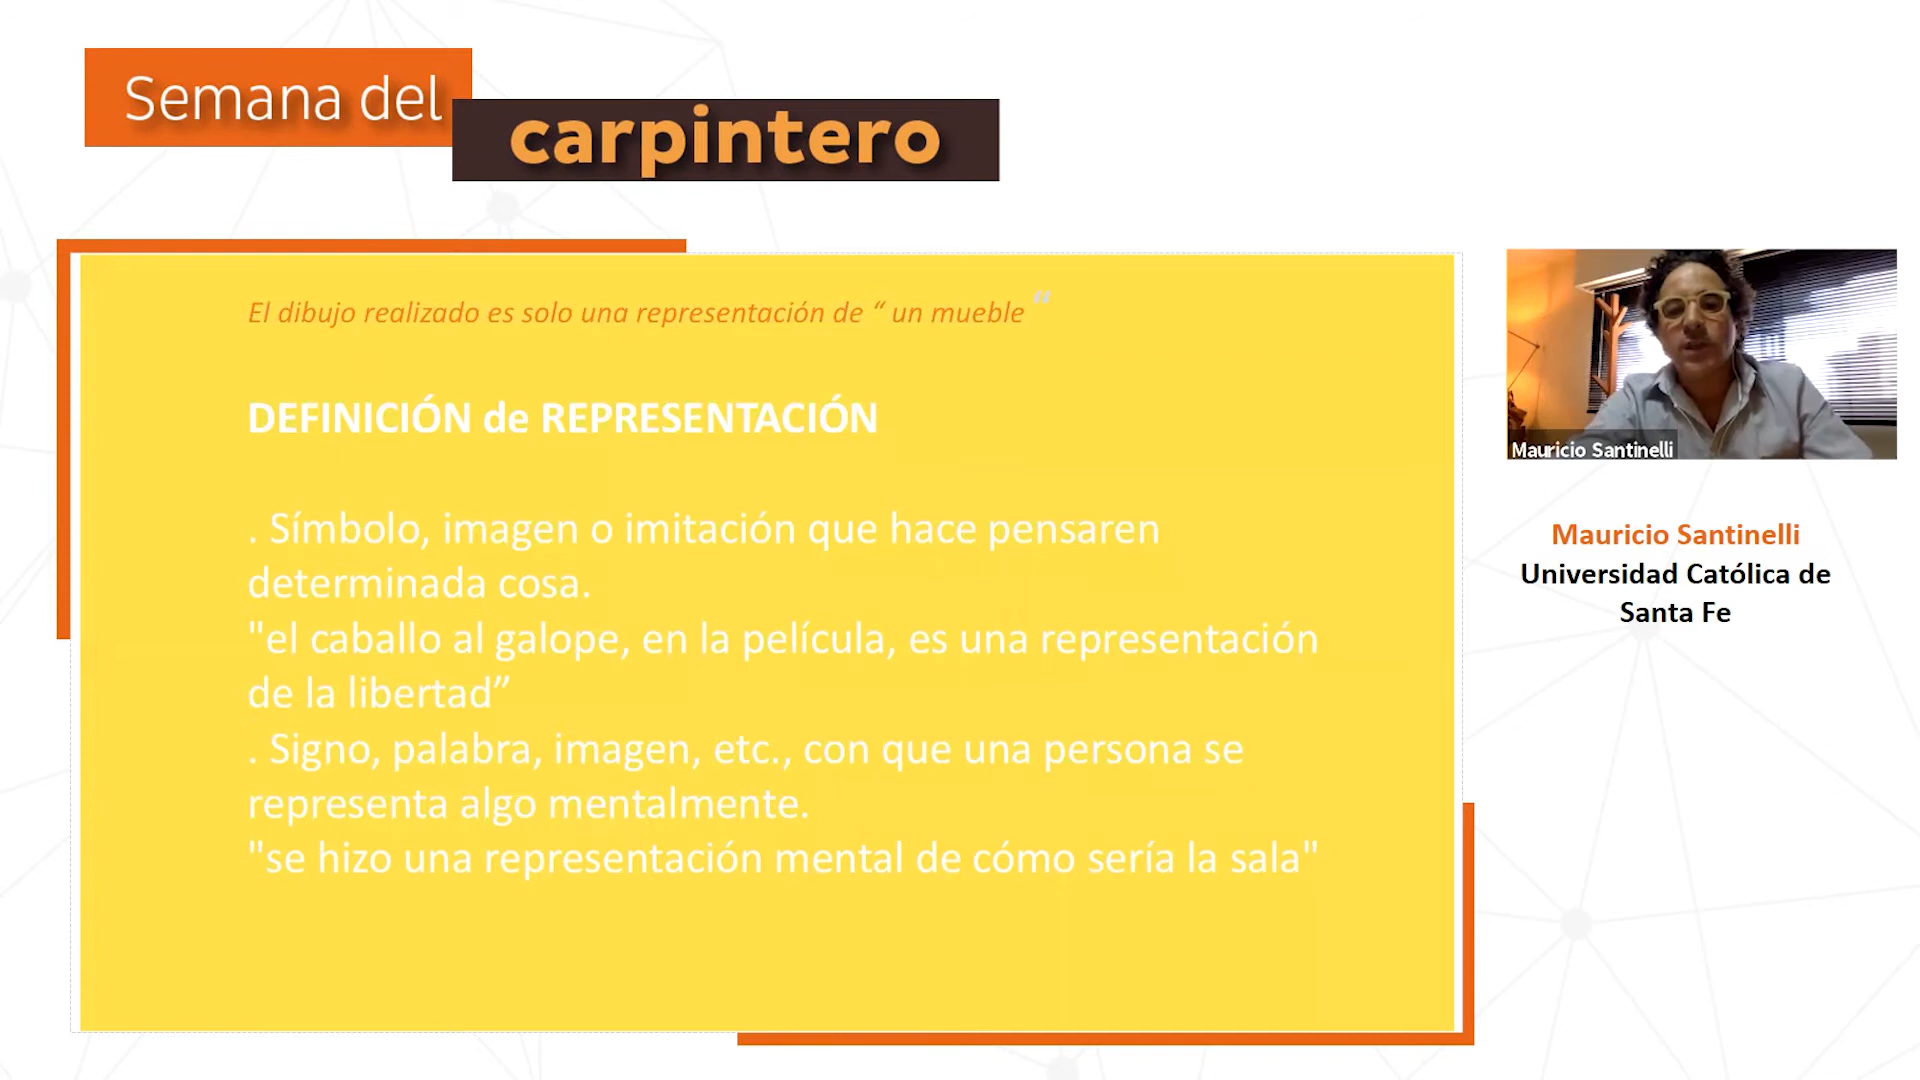 Semana del
carpintero
El dibujo realizado es solo una representación de “ un mueble “
DEFINICIÓN de REPRESENTACIÓN
. Símbolo, imagen o imitación que hace pensaren
determinada cosa.
"el caballo al galope, en la película, es una representación
de la libertad”
. Signo, palabra, imagen, etc., con que una persona se
representa algo mentalmente.
"se hizo una representación mental de cómo sería la sala"
Mauricio Santinelli
Mauricio Santinelli
Universidad Católica de
Santa Fe